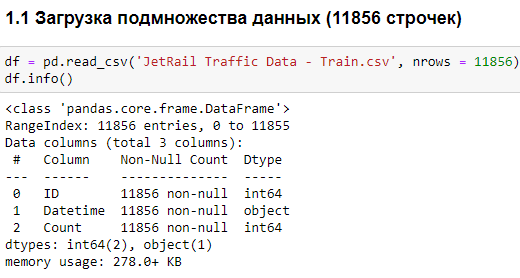 1.1 Загрузка подмножества данных (11856 строчек)
df = pd.read_csv('JetRail Traffic Data - Train.csv', nrows = 11856)
df.info()
<class 'pandas.core.frame.DataFrame'>
RangeIndex: 11856 entries, 0 to 11855
Data columns (total 3 columns):
 #   Column    Non-Null Count  Dtype
---  ------    --------------  -----
 0   ID        11856 non-null  int64
 1   Datetime  11856 non-null  object
 2   Count     11856 non-null  int64
dtypes: int64(2), object(1)
memory usage: 278.0+ KB